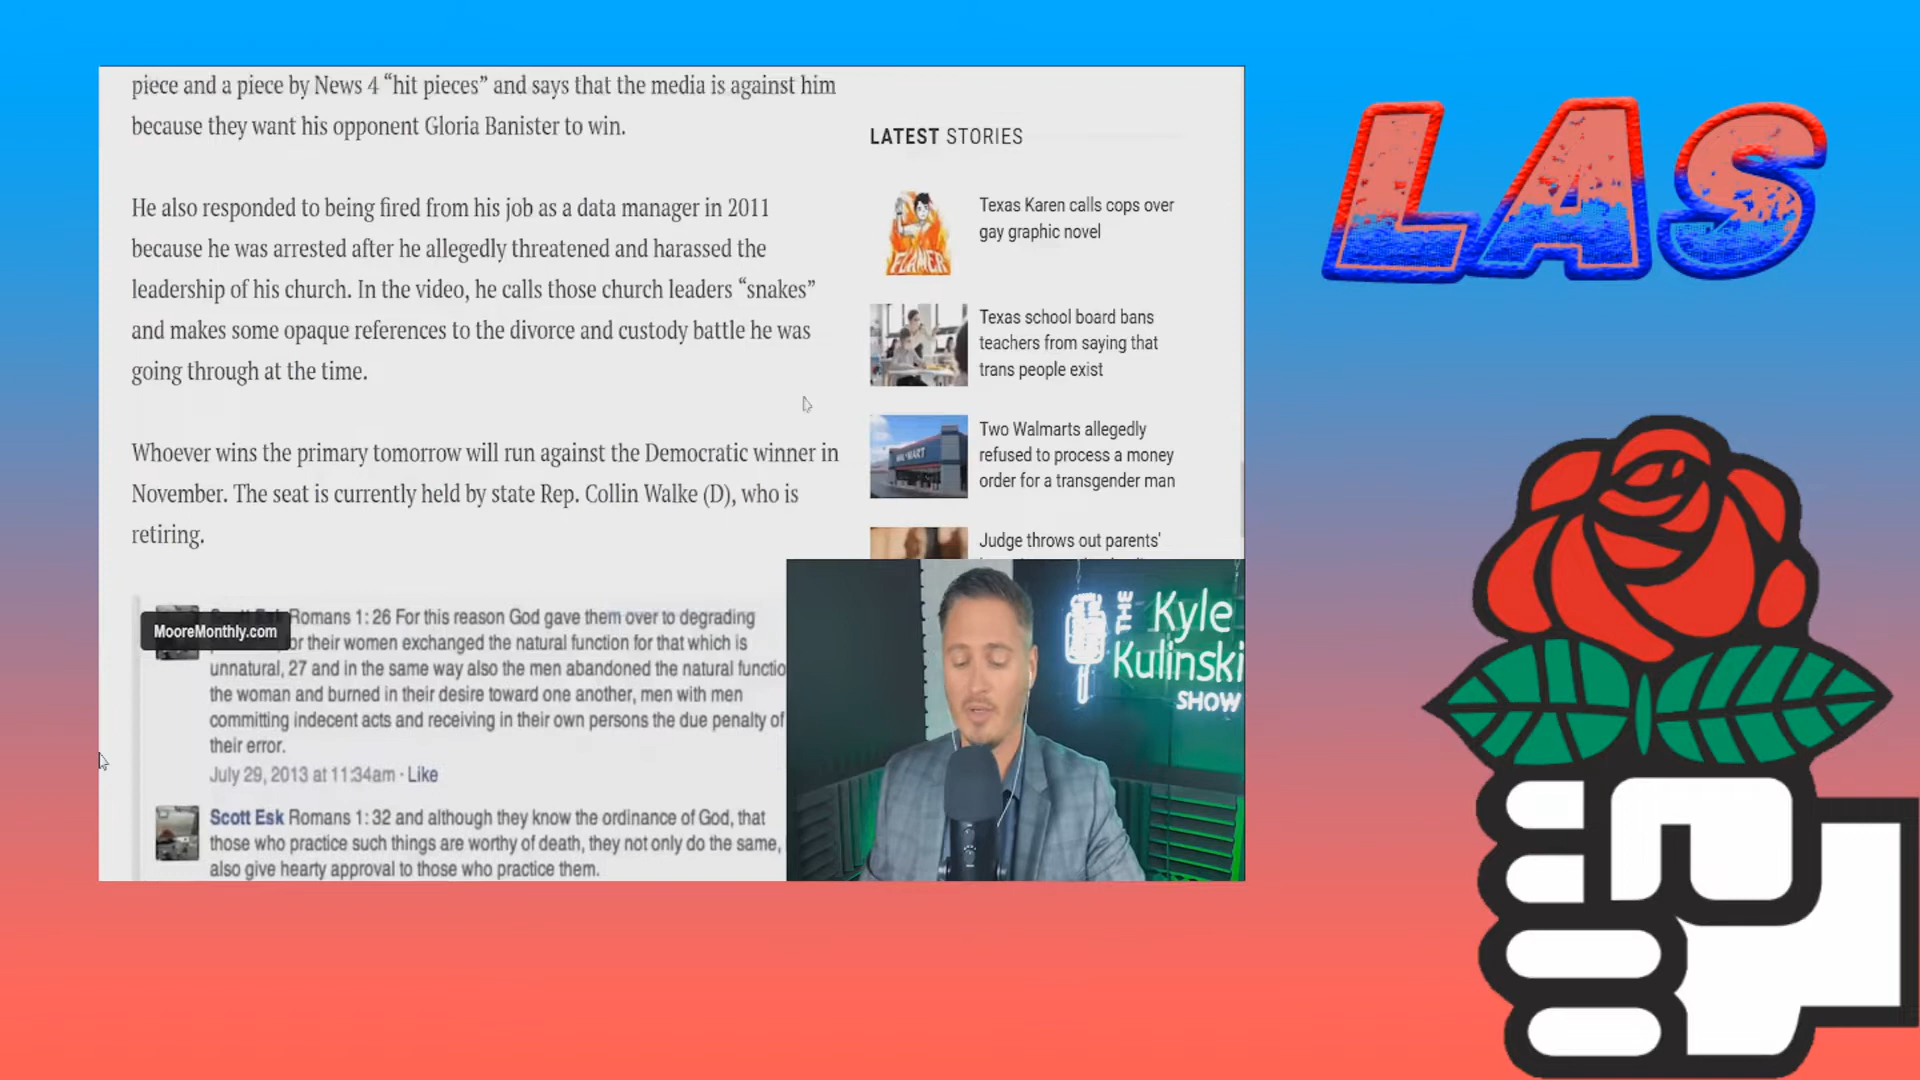 piece and a piece by News 4 “hit pieces” and says that the media is against him
because they want his opponent Gloria Banister to win.
He also responded to being fired from his job as a data manager in 2011
because he was arrested after he allegedly threatened and harassed the
leadership of his church. In the video, he calls those church leaders “snakes”
and makes some opaque references to the divorce and custody battle he was
going through at the time.
Whoever wins the primary tomorrow will run against the Democratic winner in
November. The seat is currently held by state Rep. Collin Walke (D), who is
retiring.
Scott Esk Romans 1: 26 For this reason God gave them over to degrading
MooreMonthly.com
or their women exchanged the natural function for that which is
unnatural, 27 and in the same way also the men abandoned the natural functio
the woman and burned in their desire toward one another, men with men
committing indecent acts and receiving in their own persons the due penalty of
their error.
July 29, 2013 at 11:34am · Like
Scott Esk Romans 1: 32 and although they know the ordinance of God, that
those who practice such things are worthy of death, they not only do the same,
also give hearty approval to those who practice them.
LATEST STORIES
FLAMER
Texas Karen calls cops over
gay graphic novel
Texas school board bans
teachers from saying that
trans people exist
WAL*MART
Two Walmarts allegedly
refused to process a money
order for a transgender man
Judge throws out parents'
THE
Kyle
Kulinski
SHOW
LAS